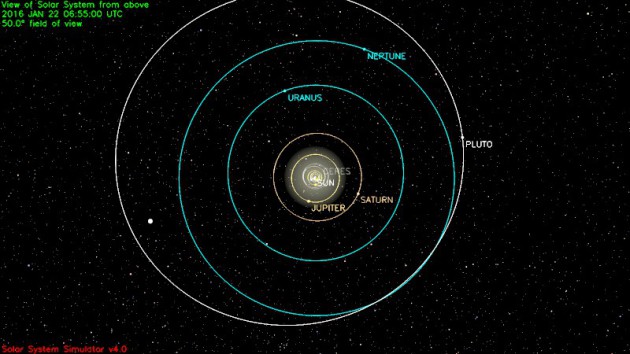 View of Solar System from above
2016 JAN 22 06:55:00 UTC
50.0° field of view
NEPTUNE
URANUS
PLUTO
CERES
SUN
SATURN
JUPITER
Solar System Simulator v4.0